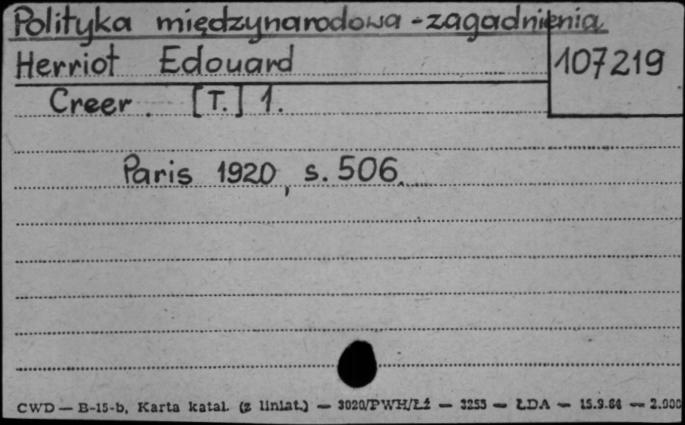 Polityka międzynarodowa - zagadnienia
Herriot Edouard
107219
Creer. [T.] 1.
Paris 1920, s. 506.
CWD — B-15-b, Karta katal. (z liniat.) — 3020/PWH/Łź — 3253 — ŁDA — 15.9.64 — 2.000